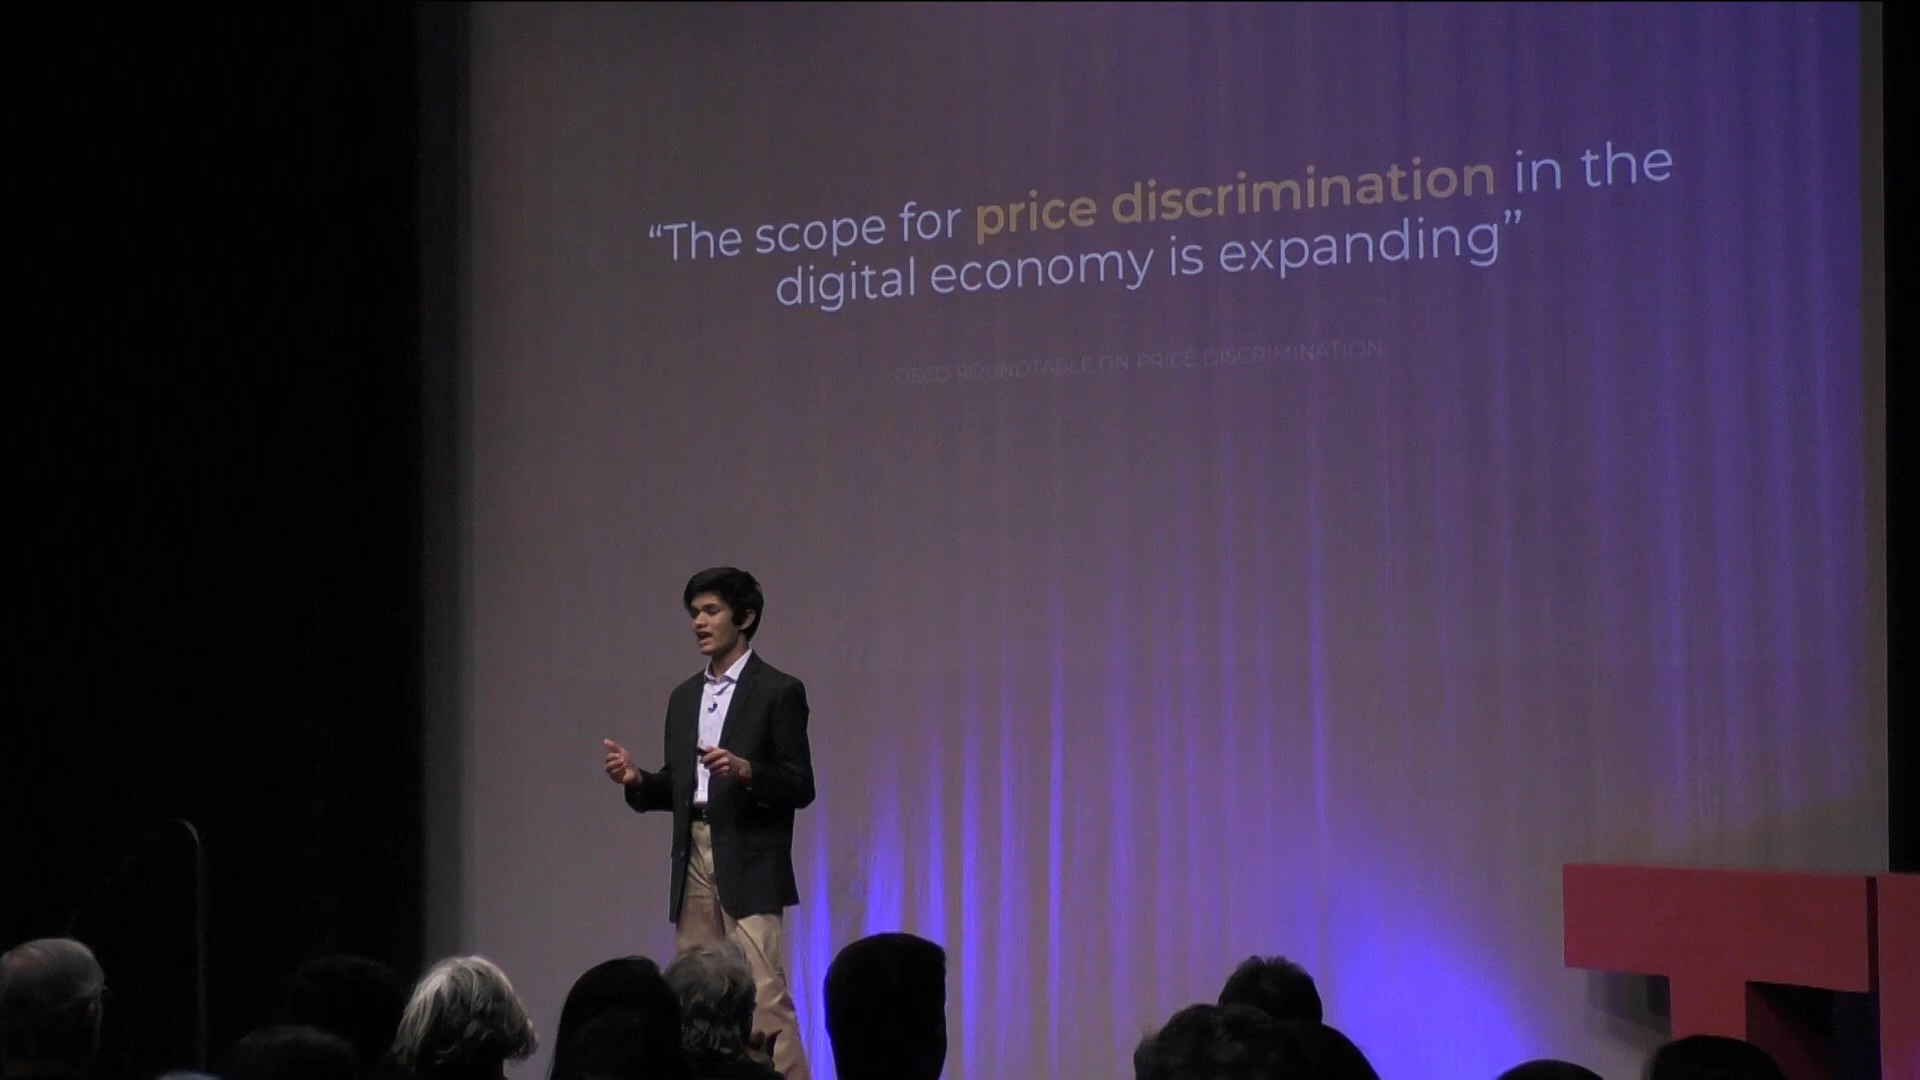 “The scope for price discrimination in the
digital economy is expanding”
OECD ROUNDTABLE ON PRICE DISCRIMINATION
T